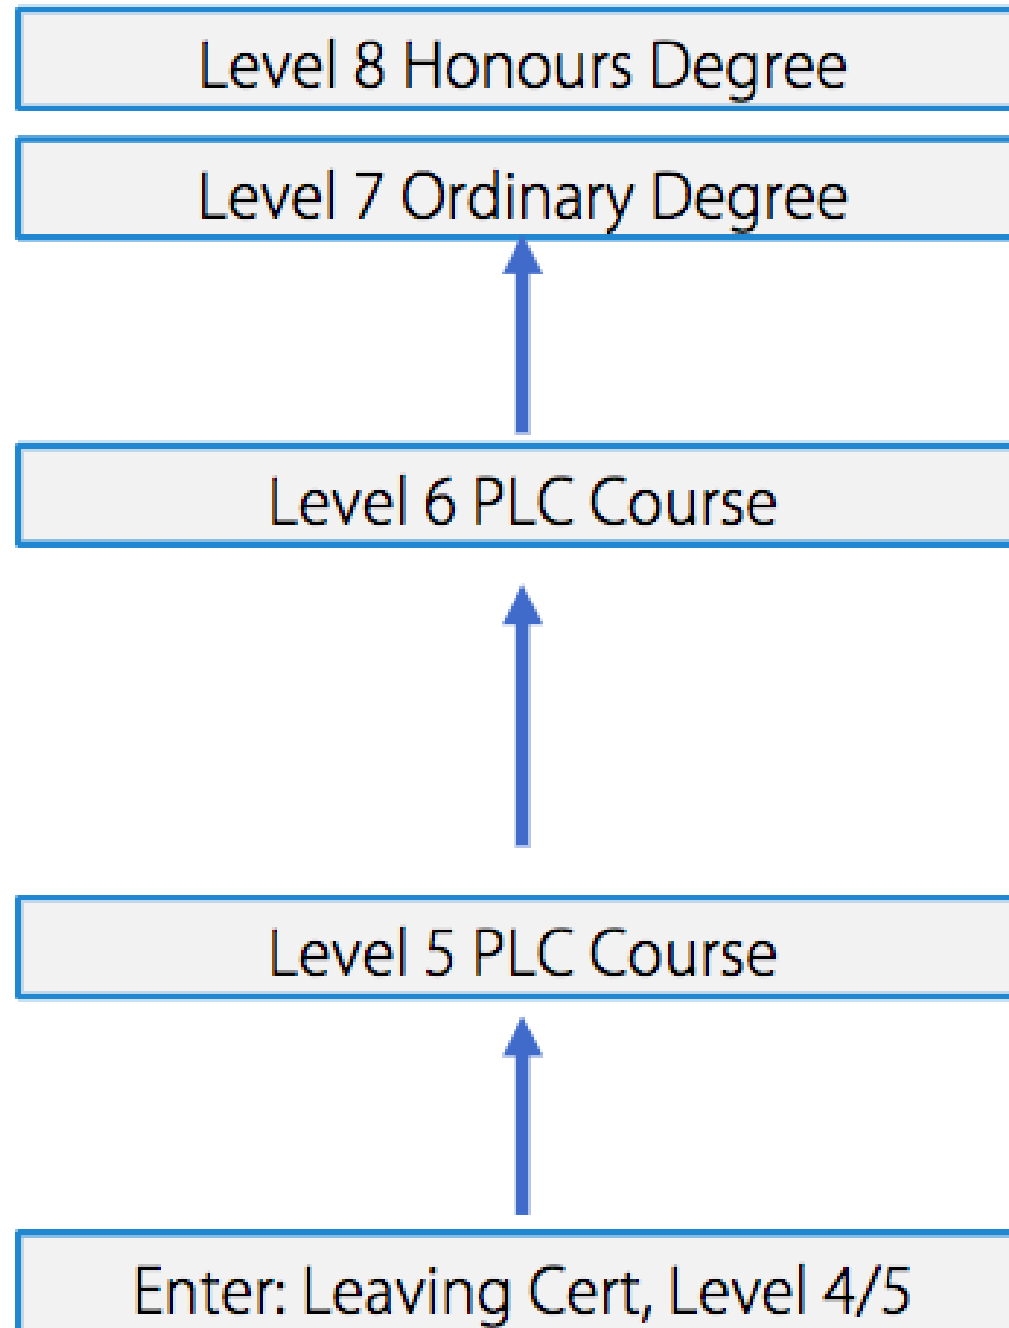 Level 8 Honours Degree
Level 7 Ordinary Degree
Level 6 PLC Course
Level 5 PLC Course
Enter: Leaving Cert, Level 4/5